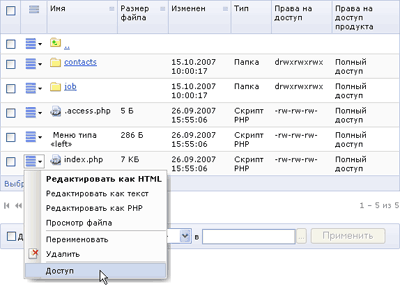 Имя Размер файла Изменен Тип Права на доступ Права на доступ продукта
..
contacts 15.10.2007 10:00:17 Папка drwxrwxrwx Полный доступ
job 15.10.2007 10:00:17 Папка drwxrwxrwx Полный доступ
.access.php 5 Б 26.09.2007 15:55:06 Скрипт PHP -rw-rw-rw- Полный доступ
Меню типа «left» 286 Б 26.09.2007 15:55:06 Скрипт PHP -rw-rw-rw- Полный доступ
index.php 7 КБ 26.09.2007 15:55:06 Скрипт PHP -rw-rw-rw- Полный доступ
Редактировать как HTML
Редактировать как текст
Редактировать как PHP
Просмотр файла
Переименовать
Удалить
Доступ
1 – 5 из 5
в ... Применить